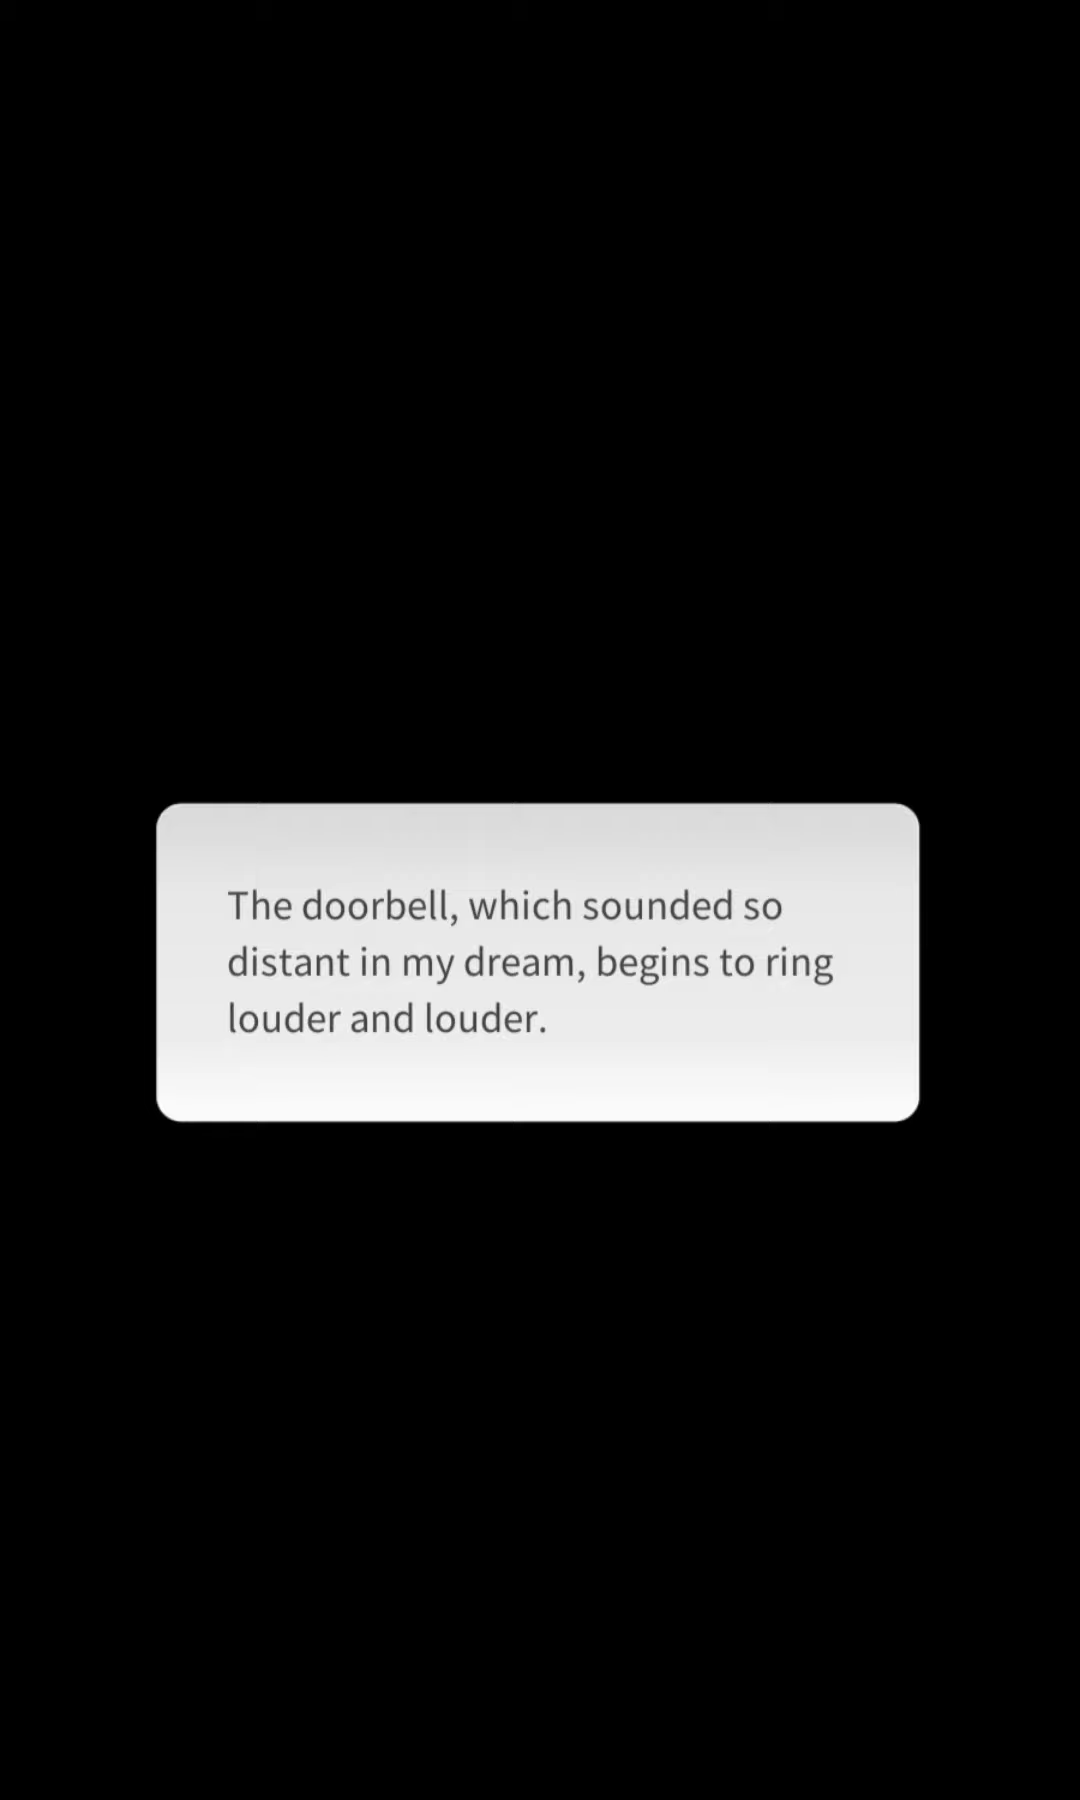 The doorbell, which sounded so
distant in my dream, begins to ring
louder and louder.